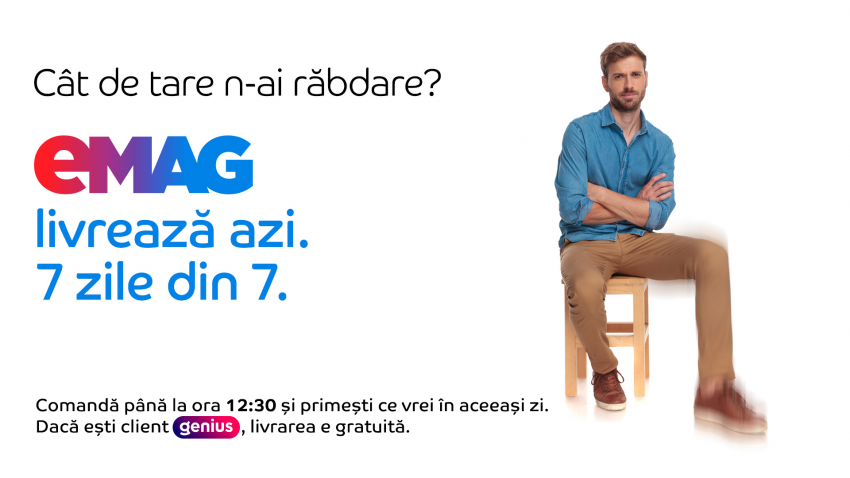 Cât de tare n-ai răbdare?
eMAG
livrează azi.
7 zile din 7.
Comandă până la ora 12:30 și primești ce vrei în aceeași zi.
Dacă ești client genius, livrarea e gratuită.